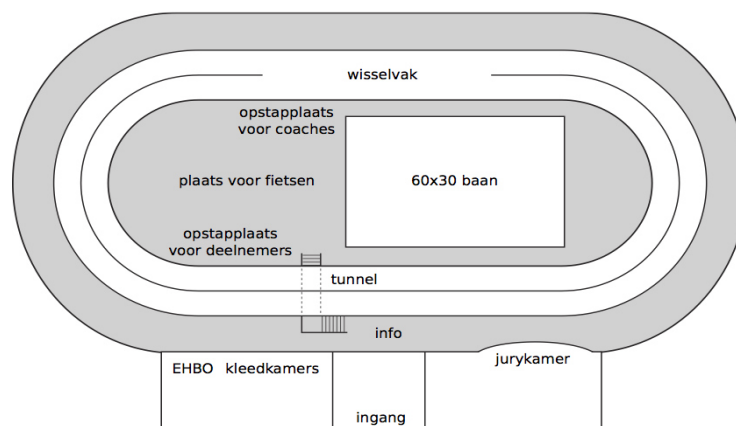 wisselvak
opstapplaats
voor coaches
plaats voor fietsen
60x30 baan
opstapplaats
voor deelnemers
tunnel
info
jurykamer
EHBO kleedkamers
ingang